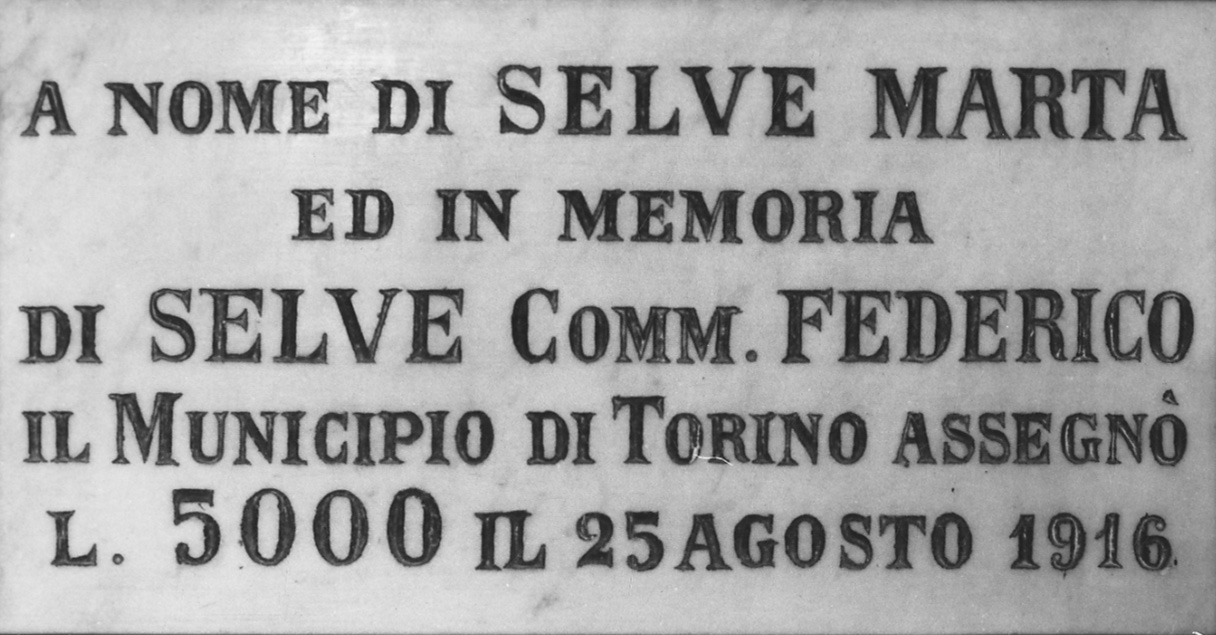 A NOME DI SELVE MARTA
ED IN MEMORIA
DI SELVE COMM. FEDERICO
IL MUNICIPIO DI TORINO ASSEGNÒ
L. 5000 IL 25 AGOSTO 1916